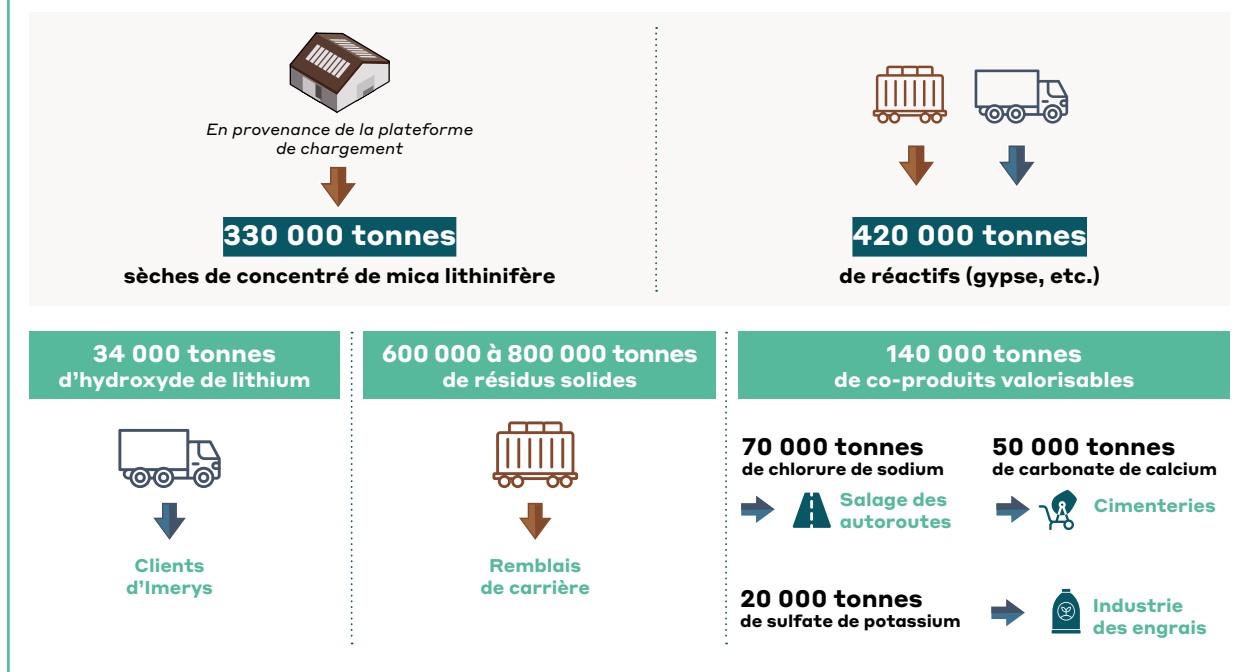 En provenance de la plateforme
de chargement
330 000 tonnes
sèches de concentré de mica lithinifère
420 000 tonnes
de réactifs (gypse, etc.)
34 000 tonnes
d'hydroxyde de lithium
Clients
d'Imerys
600 000 à 800 000 tonnes
de résidus solides
Remblais
de carrière
140 000 tonnes
de co-produits valorisables
70 000 tonnes
de chlorure de sodium
Salage des
autoroutes
50 000 tonnes
de carbonate de calcium
Cimenteries
20 000 tonnes
de sulfate de potassium
Industrie
des engrais